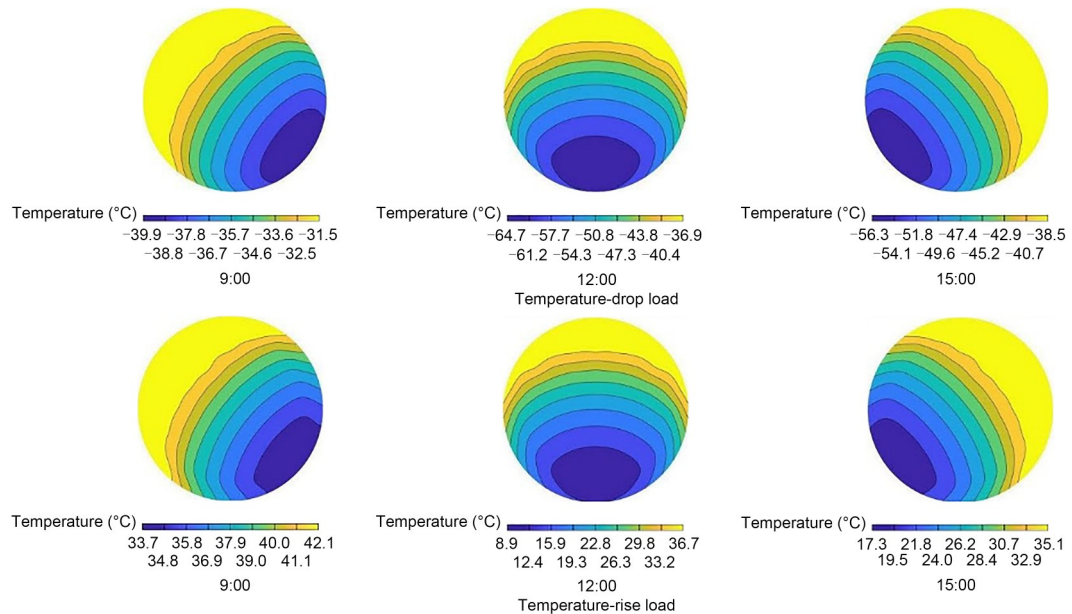 Temperature (°C)
−39.9 −37.8 −35.7 −33.6 −31.5
−38.8 −36.7 −34.6 −32.5
9:00
Temperature (°C)
−64.7 −57.7 −50.8 −43.8 −36.9
−61.2 −54.3 −47.3 −40.4
12:00
Temperature (°C)
−56.3 −51.8 −47.4 −42.9 −38.5
−54.1 −49.6 −45.2 −40.7
15:00
Temperature-drop load
Temperature (°C)
33.7 35.8 37.9 40.0 42.1
34.8 36.9 39.0 41.1
9:00
Temperature (°C)
8.9 15.9 22.8 29.8 36.7
12.4 19.3 26.3 33.2
12:00
Temperature (°C)
17.3 21.8 26.2 30.7 35.1
19.5 24.0 28.4 32.9
15:00
Temperature-rise load